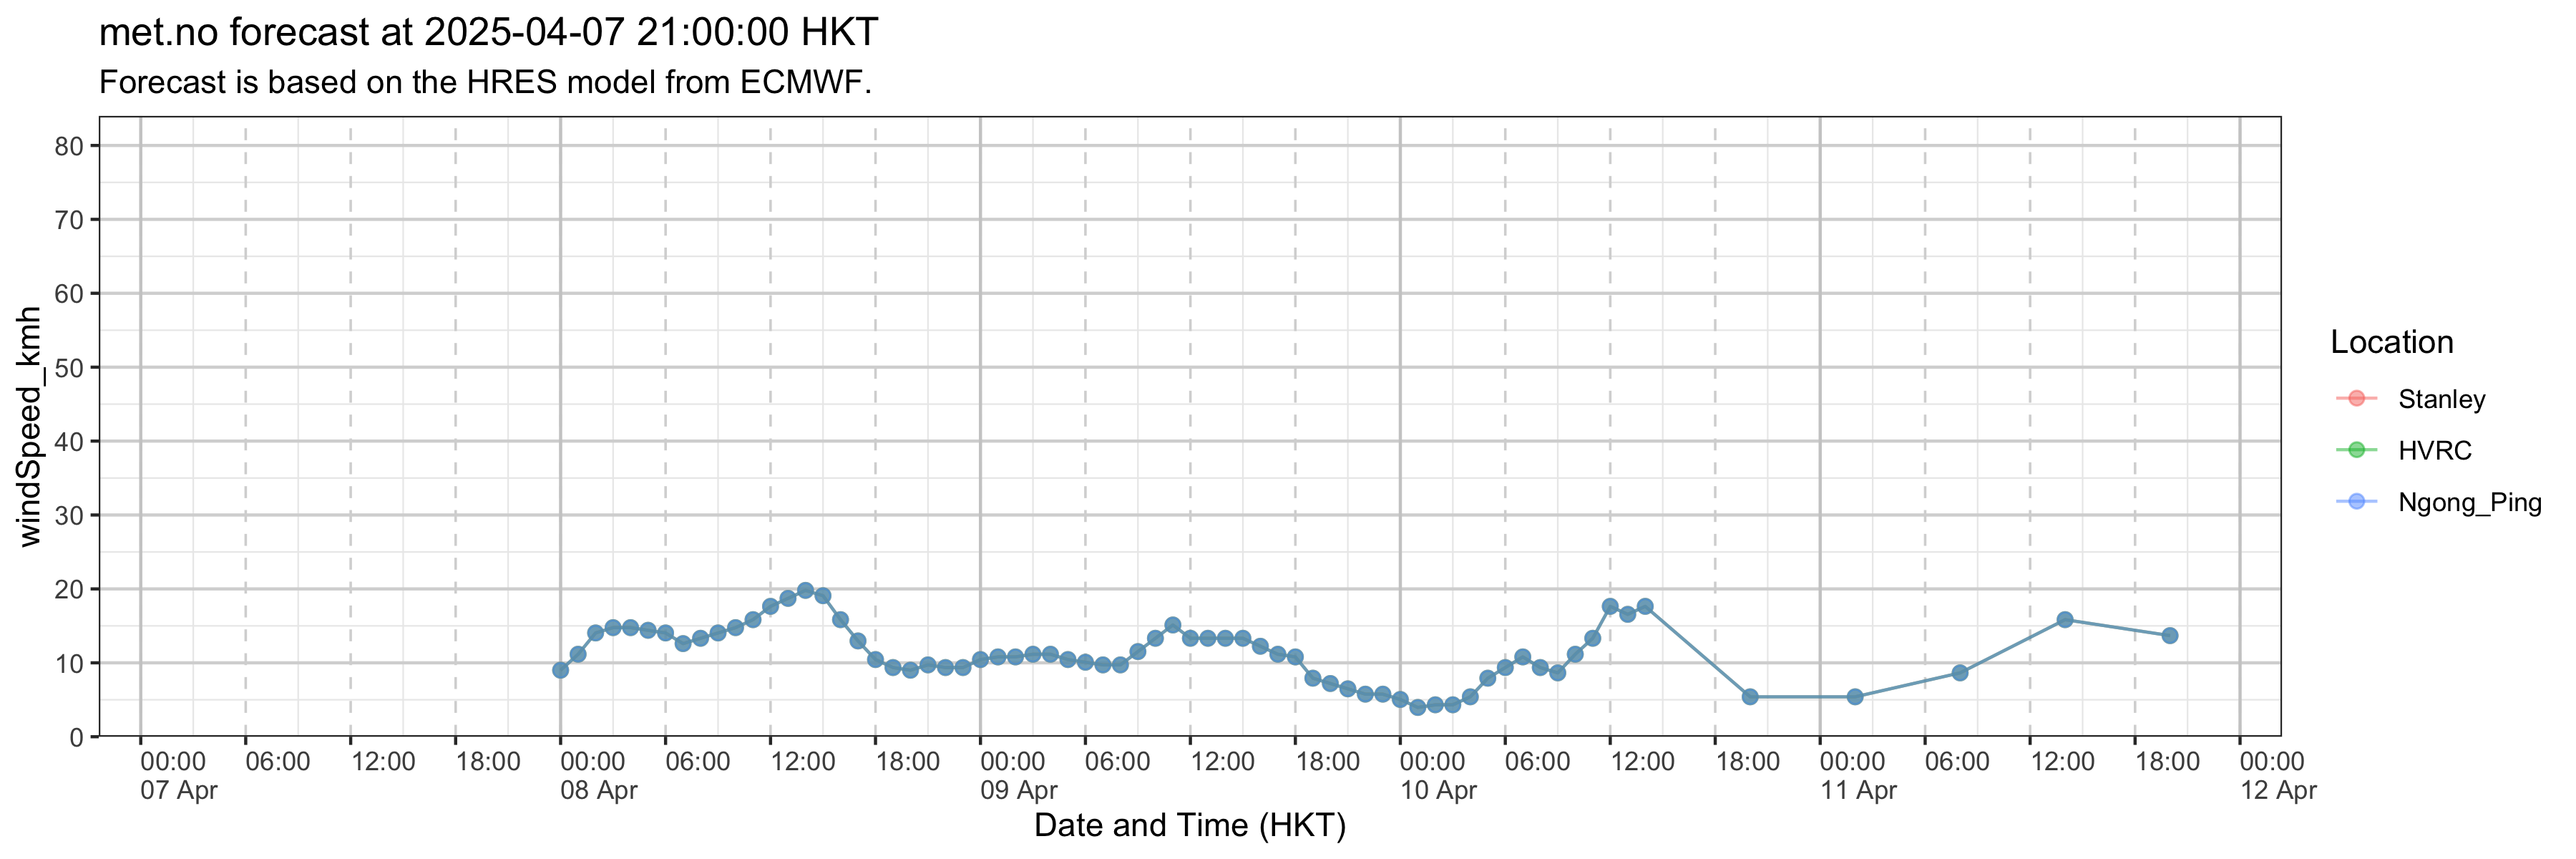 met.no forecast at 2025-04-07 21:00:00 HKT
Forecast is based on the HRES model from ECMWF.
windSpeed_kmh
80
70
60
50
40
30
20
10
0
00:00 06:00 12:00 18:00 00:00 06:00 12:00 18:00 00:00 06:00 12:00 18:00 00:00 06:00 12:00 18:00 00:00 06:00 12:00 18:00 00:00
07 Apr 08 Apr 09 Apr 10 Apr 11 Apr 12 Apr
Date and Time (HKT)
Location
Stanley
HVRC
Ngong_Ping